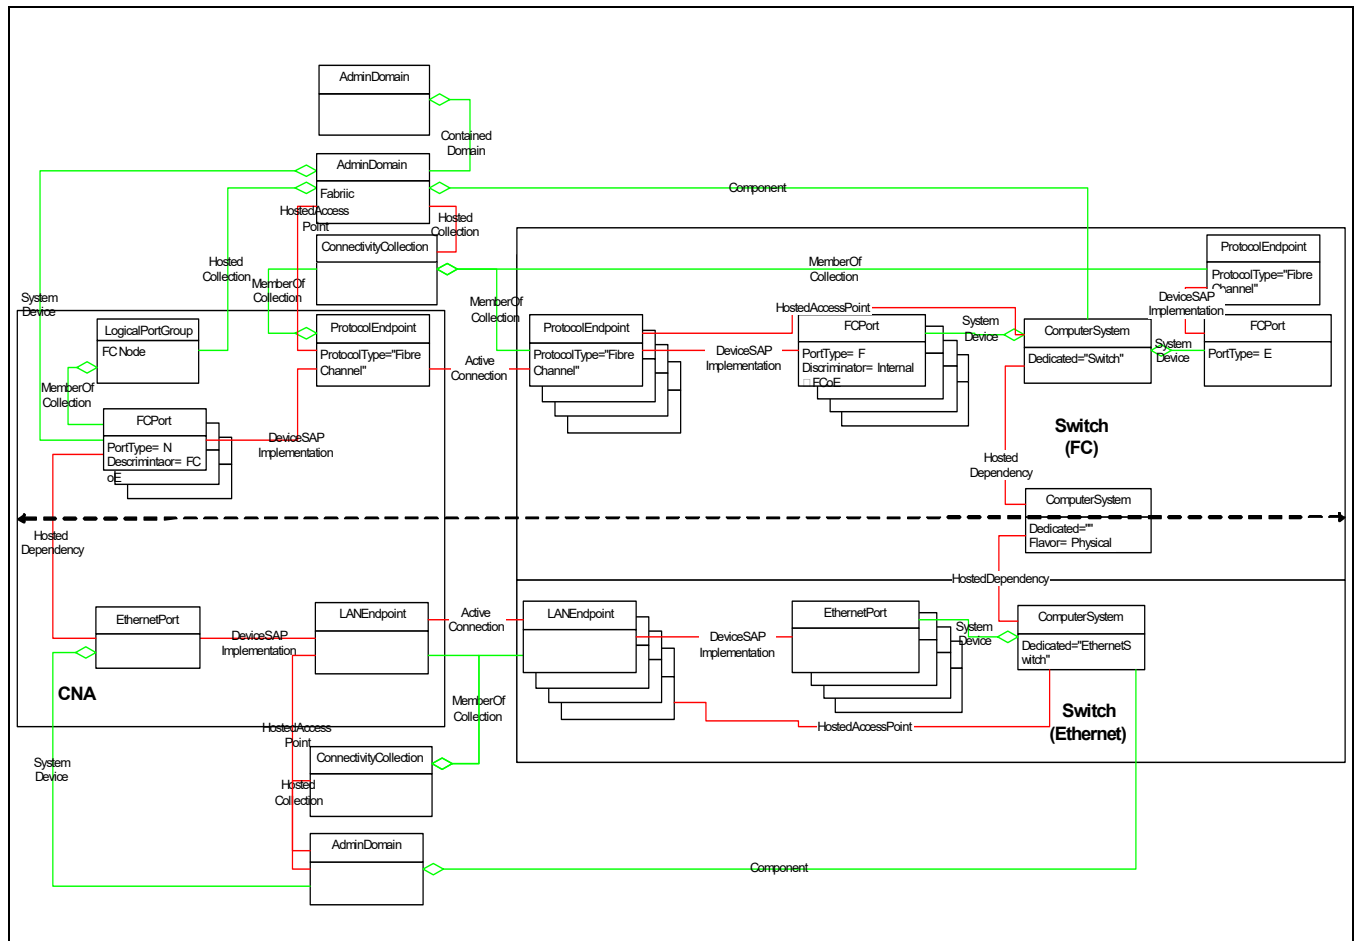 AdminDomain
Contained
Domain
AdminDomain
Fabriic
HostedAccess
Point
Hosted
Collection
Component
ConnectivityCollection
Hosted
Collection
MemberOf
Collection
System
Device
MemberOf
Collection
MemberOf
Collection
ProtocolEndpoint
ProtocolType="Fibre
Channel"
DeviceSAP
Implementation
LogicalPortGroup
FC Node
MemberOf
Collection
ProtocolEndpoint
ProtocolType="Fibre
Channel"
Active
Connection
ProtocolEndpoint
ProtocolType="Fibre
Channel"
HostedAccessPoint
DeviceSAP
Implementation
FCPort
PortType= F
Discriminator= Internal
FCoE
System
Device
ComputerSystem
Dedicated="Switch"
System
Device
FCPort
PortType= E
FCPort
PortType= N
Descrimintaor= FC
oE
DeviceSAP
Implementation
Switch
(FC)
Hosted
Dependency
ComputerSystem
Dedicated=""
Flavor= Physical
Hosted
Dependency
HostedDependency
EthernetPort
DeviceSAP
Implementation
LANEndpoint
Active
Connection
LANEndpoint
DeviceSAP
Implementation
EthernetPort
System
Device
ComputerSystem
Dedicated="EthernetS
witch"
CNA
MemberOf
Collection
HostedAccessPoint
Switch
(Ethernet)
HostedAccess
Point
System
Device
ConnectivityCollection
Hosted
Collection
AdminDomain
Component